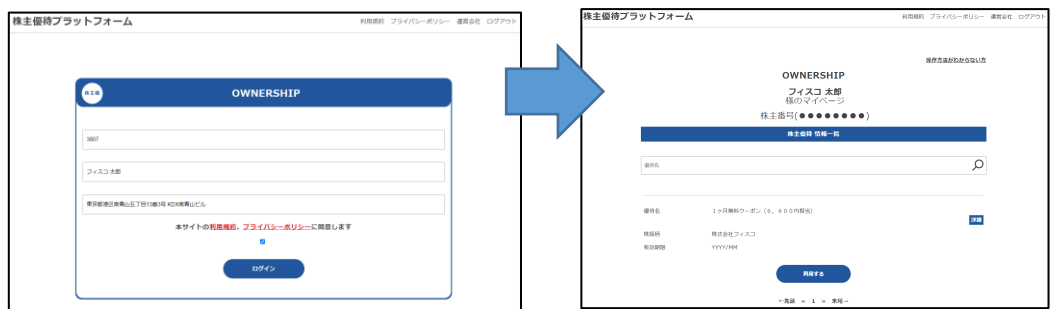 株主優待プラットフォーム
利用規約 プライバシーポリシー 運営会社 ログアウト
株主様
OWNERSHIP
3807
フィスコ 太郎
東京都港区南青山五丁目13番3号 KDX南青山ビル
本サイトの利用規約、プライバシーポリシーに同意します
ログイン
株主優待プラットフォーム
利用規約 プライバシーポリシー 運営会社 ログアウト
操作方法がわからない方
OWNERSHIP
フィスコ 太郎
様のマイページ
株主番号(●●●●●●●●)
株主優待 情報一覧
優待名
優待名 1ヶ月無料クーポン（6，600円相当）
詳細
株銘柄 株式会社フィスコ
有効期限 YYYY/MM
利用する
←先頭 « 1 » 末尾→